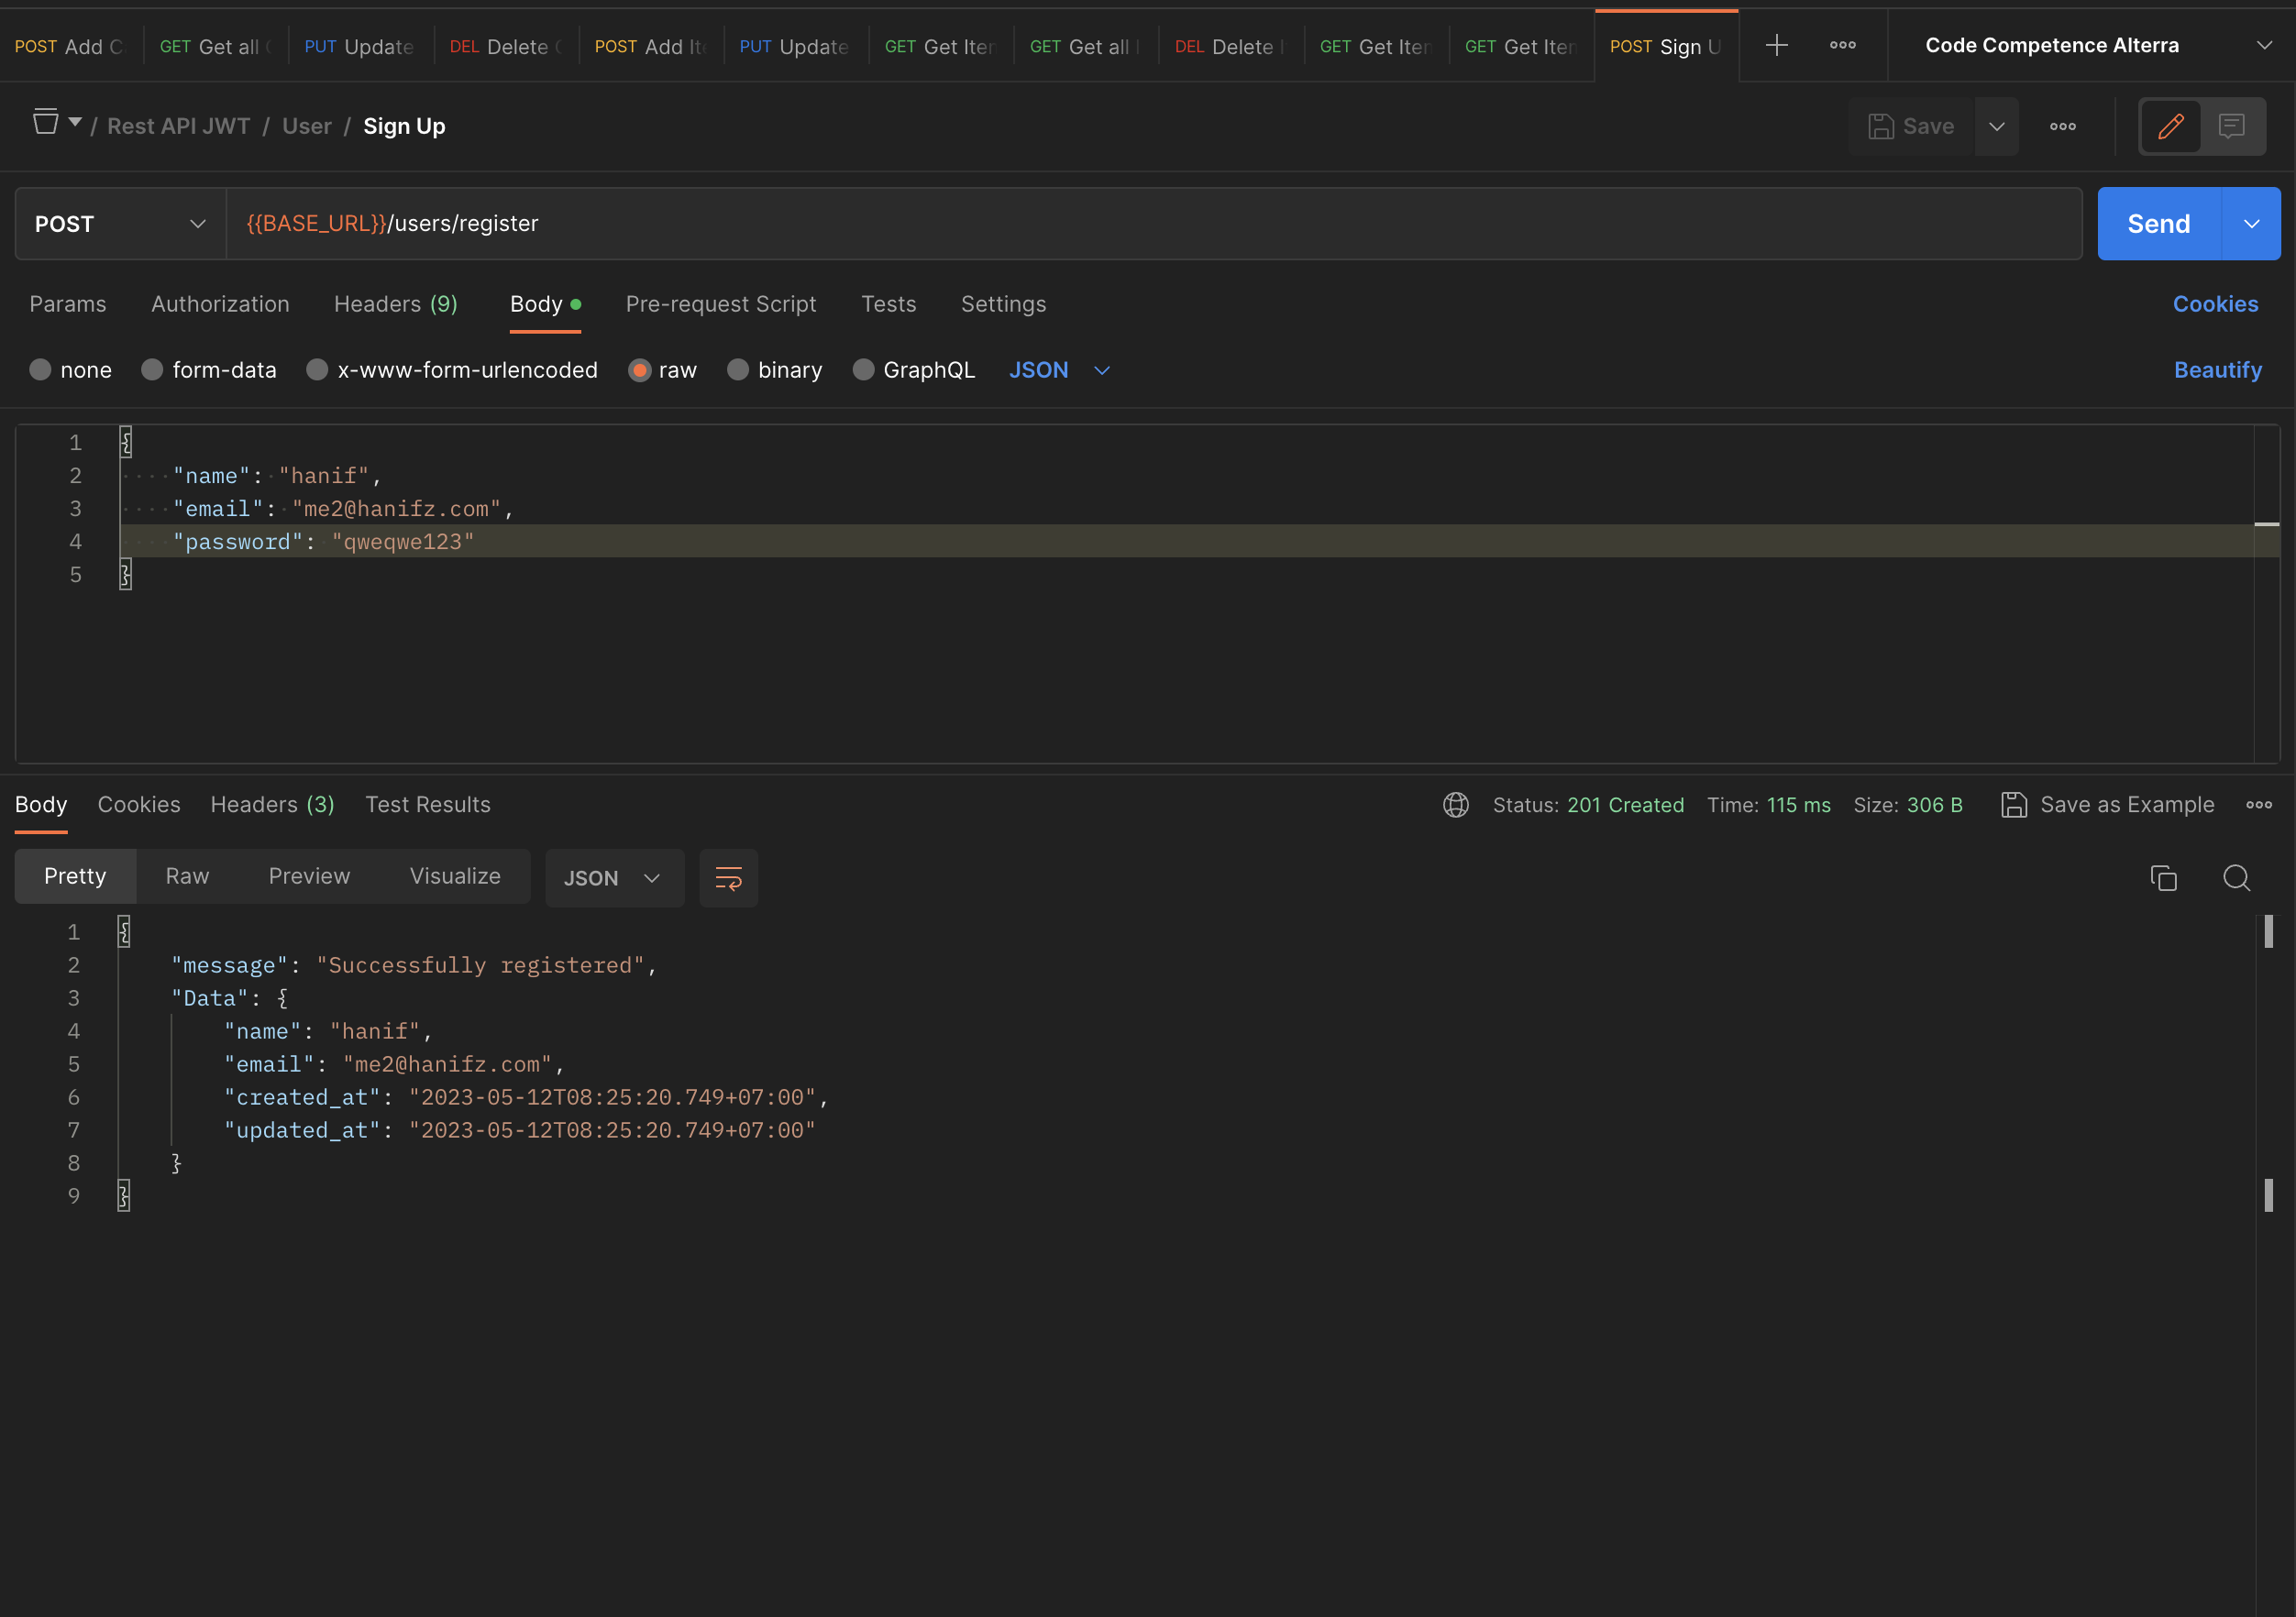 POST Add C GET Get all PUT Update DEL Delete POST Add Ite PUT Update GET Get Iten GET Get all DEL Delete GET Get Iten GET Get Iten POST Sign U Code Competence Alterra
/ Rest API JWT / User / Sign Up Save
POST {{BASE_URL}}/users/register Send
Params Authorization Headers (9) Body Pre-request Script Tests Settings Cookies
none form-data x-www-form-urlencoded raw binary GraphQL JSON Beautify
1 {
2 "name": "hanif",
3 "email": "me2@hanifz.com",
4 "password": "qweqwe123"
5 }
Body Cookies Headers (3) Test Results Status: 201 Created Time: 115 ms Size: 306 B Save as Example
Pretty Raw Preview Visualize JSON
1 {
2 "message": "Successfully registered",
3 "Data": {
4 "name": "hanif",
5 "email": "me2@hanifz.com",
6 "created_at": "2023-05-12T08:25:20.749+07:00",
7 "updated_at": "2023-05-12T08:25:20.749+07:00"
8 }
9 }